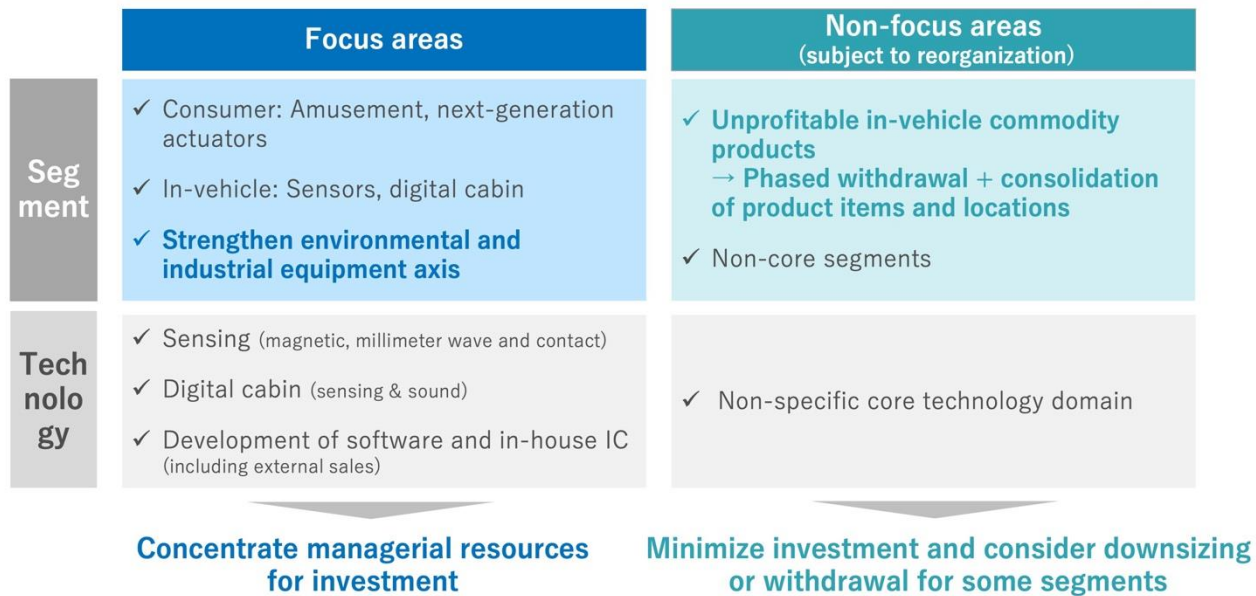 Focus areas
Non-focus areas
(subject to reorganization)
Seg
ment
✓ Consumer: Amusement, next-generation
actuators
✓ In-vehicle: Sensors, digital cabin
✓ Strengthen environmental and
industrial equipment axis
✓ Unprofitable in-vehicle commodity
products
→ Phased withdrawal + consolidation
of product items and locations
✓ Non-core segments
Tech
nolo
gy
✓ Sensing (magnetic, millimeter wave and contact)
✓ Digital cabin (sensing & sound)
✓ Development of software and in-house IC
(including external sales)
✓ Non-specific core technology domain
Concentrate managerial resources
for investment
Minimize investment and consider downsizing
or withdrawal for some segments